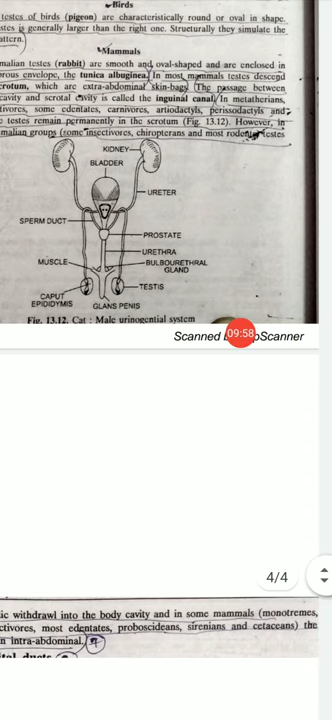 Birds
testes of birds (pigeon) are characteristically round or oval in shape.
is generally larger than the right one. Structurally they simulate the
attern.
Mammals
malian testes (rabbit) are smooth and oval-shaped and are enclosed in
rous envelope, the tunica albuginea. In most mammals testes descend
crotum, which are extra-abdominal skin-bags. The passage between
cavity and scrotal cavity is called the inguinal canal. In metatherians,
tivores, some edentates, carnivores, artiodactyls, perissodactyls and
testes remain permanently in the scrotum (Fig. 13.12). However, in
malian groups (some insectivores, chiropterans and most rodents testes
KIDNEY
BLADDER
URETER
SPERM DUCT
PROSTATE
URETHRA
MUSCLE
BULBOURETHRAL
GLAND
TESTIS
CAPUT
EPIDIDYMIS
GLANS PENIS
Fig. 13.12. Cat : Male urinogenital system
Scanned
09:58
Scanner
4/4
ic withdrawl into the body cavity and in some mammals (monotremes,
ctivores, most edentates, proboscideans, sirenians and cetaceans) the
n intra-abdominal.